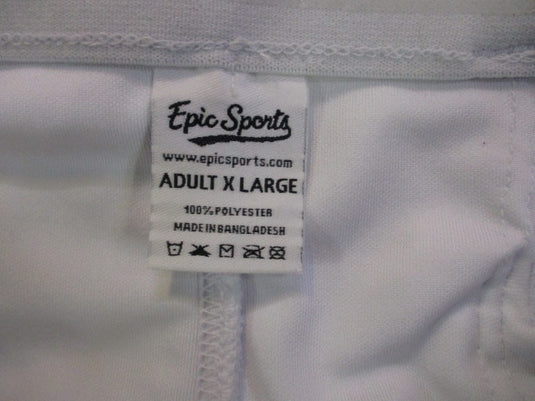 Epic Sports
www.epicsports.com
ADULT X LARGE
100% POLYESTER
MADE IN BANGLADESH